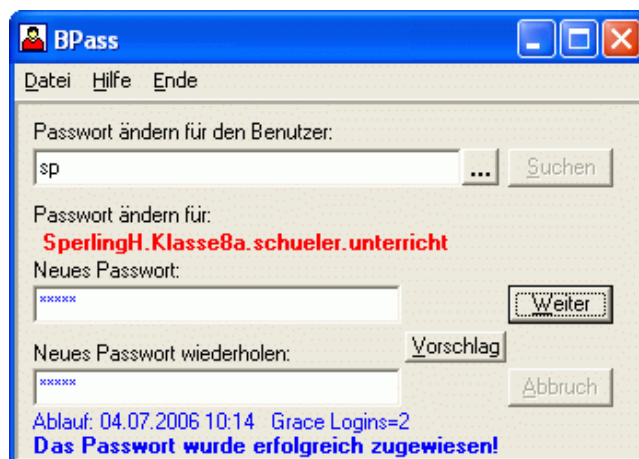 BPass
Datei Hilfe Ende
Passwort ändern für den Benutzer:
sp ... Suchen
Passwort ändern für:
SperlingH.Klasse8a.schueler.unterricht
Neues Passwort:
***** Weiter
Vorschlag
Neues Passwort wiederholen:
***** Abbruch
Ablauf: 04.07.2006 10:14 Grace Logins=2
Das Passwort wurde erfolgreich zugewiesen!